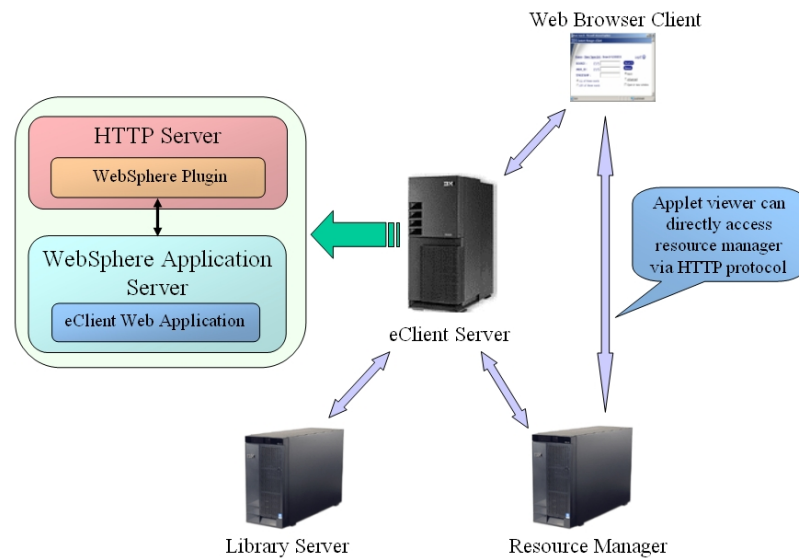 Web Browser Client
HTTP Server
WebSphere Plugin
WebSphere Application
Server
eClient Web Application
IBM
Applet viewer can
directly access
resource manager
via HTTP protocol
eClient Server
Library Server
Resource Manager